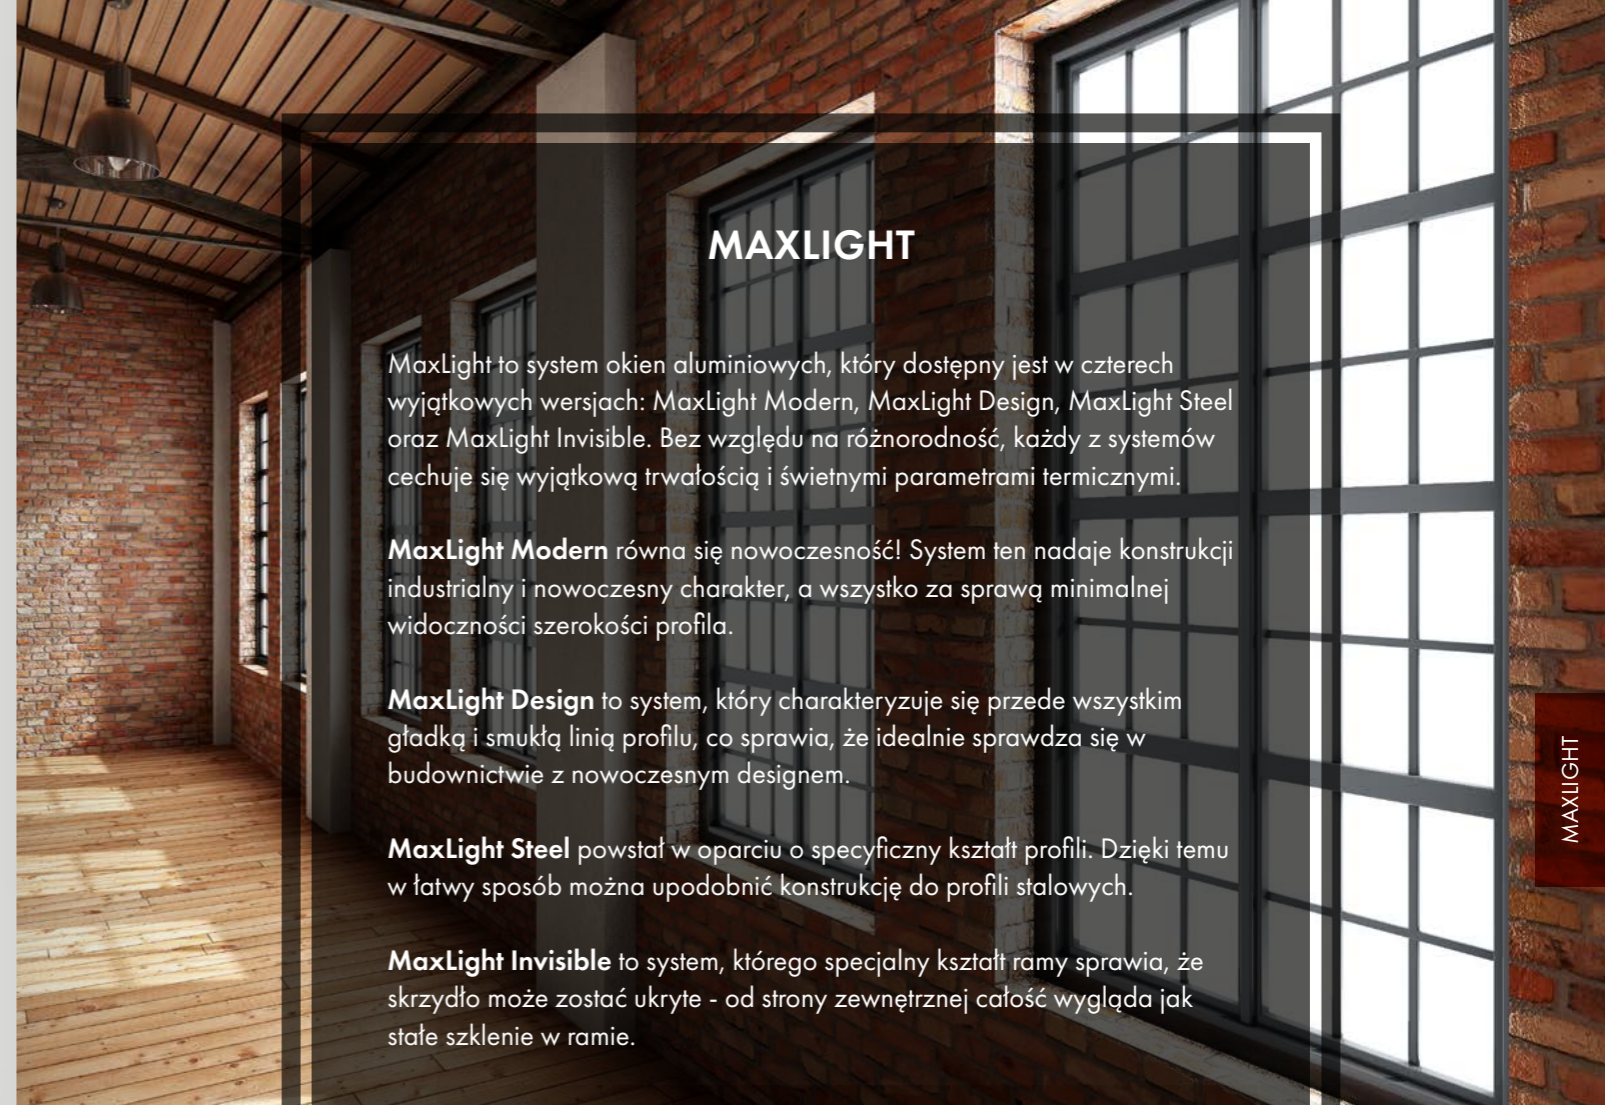 MAXLIGHT
MaxLight to system okien aluminiowych, który dostępny jest w czterech
wyjątkowych wersjach: MaxLight Modern, MaxLight Design, MaxLight Steel
oraz MaxLight Invisible. Bez względu na różnorodność, każdy z systemów
cechuje się wyjątkową trwałością i świetnymi parametrami termicznymi.
MaxLight Modern równa się nowoczesność! System ten nadaje konstrukcji
industrialny i nowoczesny charakter, a wszystko za sprawą minimalnej
widoczności szerokości profila.
MaxLight Design to system, który charakteryzuje się przede wszystkim
gładką i smukłą linią profilu, co sprawia, że idealnie sprawdza się w
budownictwie z nowoczesnym designem.
MaxLight Steel powstał w oparciu o specyficzny kształt profili. Dzięki temu
w łatwy sposób można upodobnić konstrukcję do profili stalowych.
MaxLight Invisible to system, którego specjalny kształt ramy sprawia, że
skrzydło może zostać ukryte - od strony zewnętrznej całość wygląda jak
stałe szklenie w ramie.
MAXLIGHT